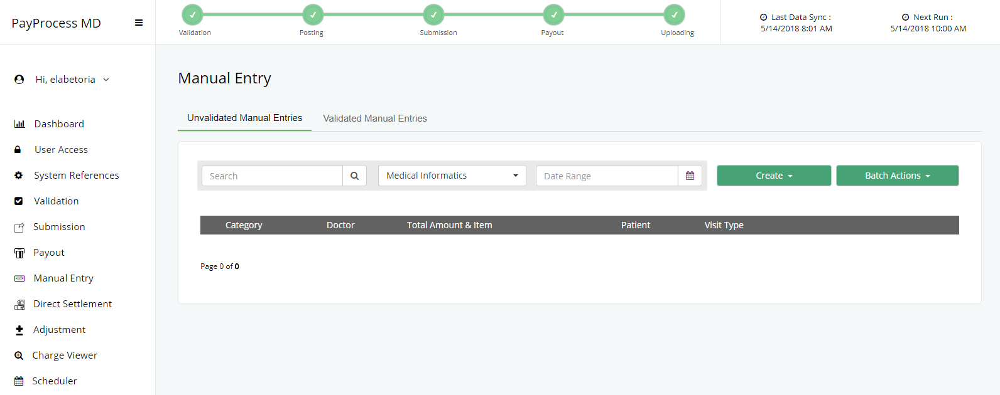 PayProcess MD
Validation
Posting
Submission
Payout
Uploading
Last Data Sync :
5/14/2018 8:01 AM
Next Run :
5/14/2018 10:00 AM
Hi, elabetoria
Dashboard
User Access
System References
Validation
Submission
Payout
Manual Entry
Direct Settlement
Adjustment
Charge Viewer
Scheduler
Manual Entry
Unvalidated Manual Entries
Validated Manual Entries
Search
Medical Informatics
Date Range
Create
Batch Actions
Category Doctor Total Amount & Item Patient Visit Type
Page 0 of 0